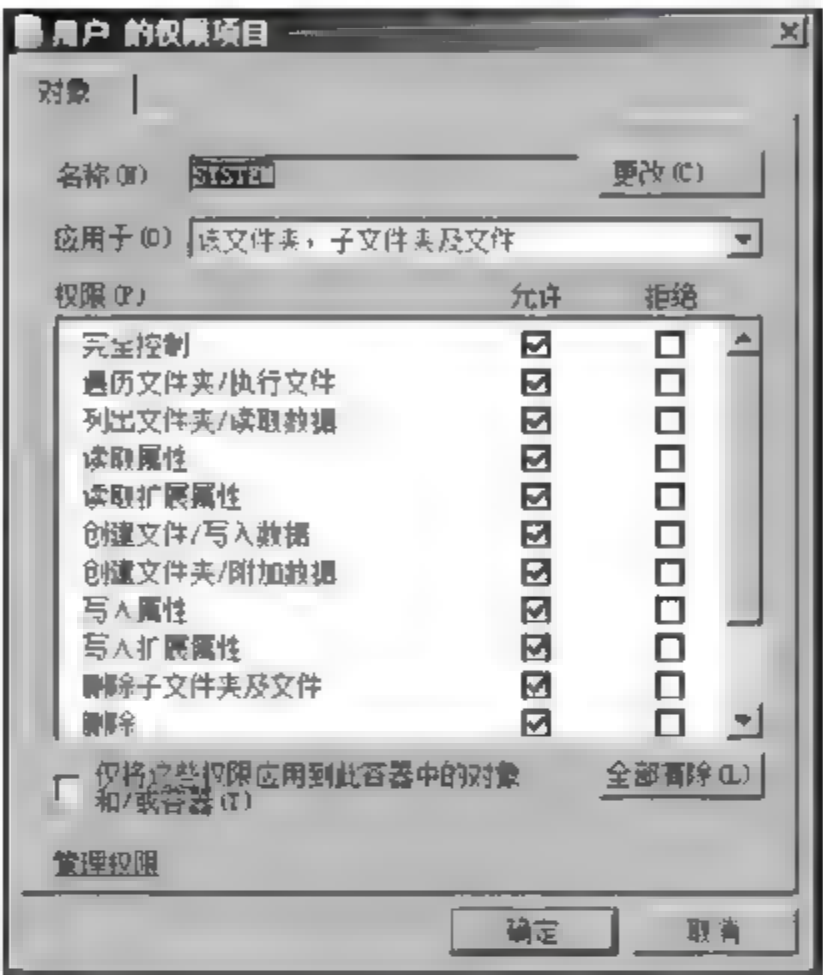 用户 的权限项目
对象
名称(N) SYSTEM 更改(C)
应用于(O) 该文件夹，子文件夹及文件
权限(P) 允许 拒绝
完全控制
遍历文件夹/执行文件
列出文件夹/读取数据
读取属性
读取扩展属性
创建文件/写入数据
创建文件夹/附加数据
写入属性
写入扩展属性
删除子文件夹及文件
删除
仅将这些权限应用到此容器中的对象 全部清除(L)
和/或容器(T)
管理权限
确定 取消